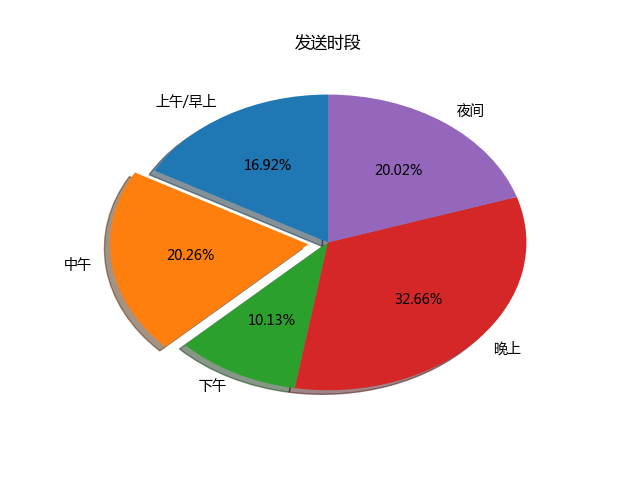 发送时段
上午/早上
16.92%
夜间
20.02%
中午
20.26%
下午
10.13%
晚上
32.66%